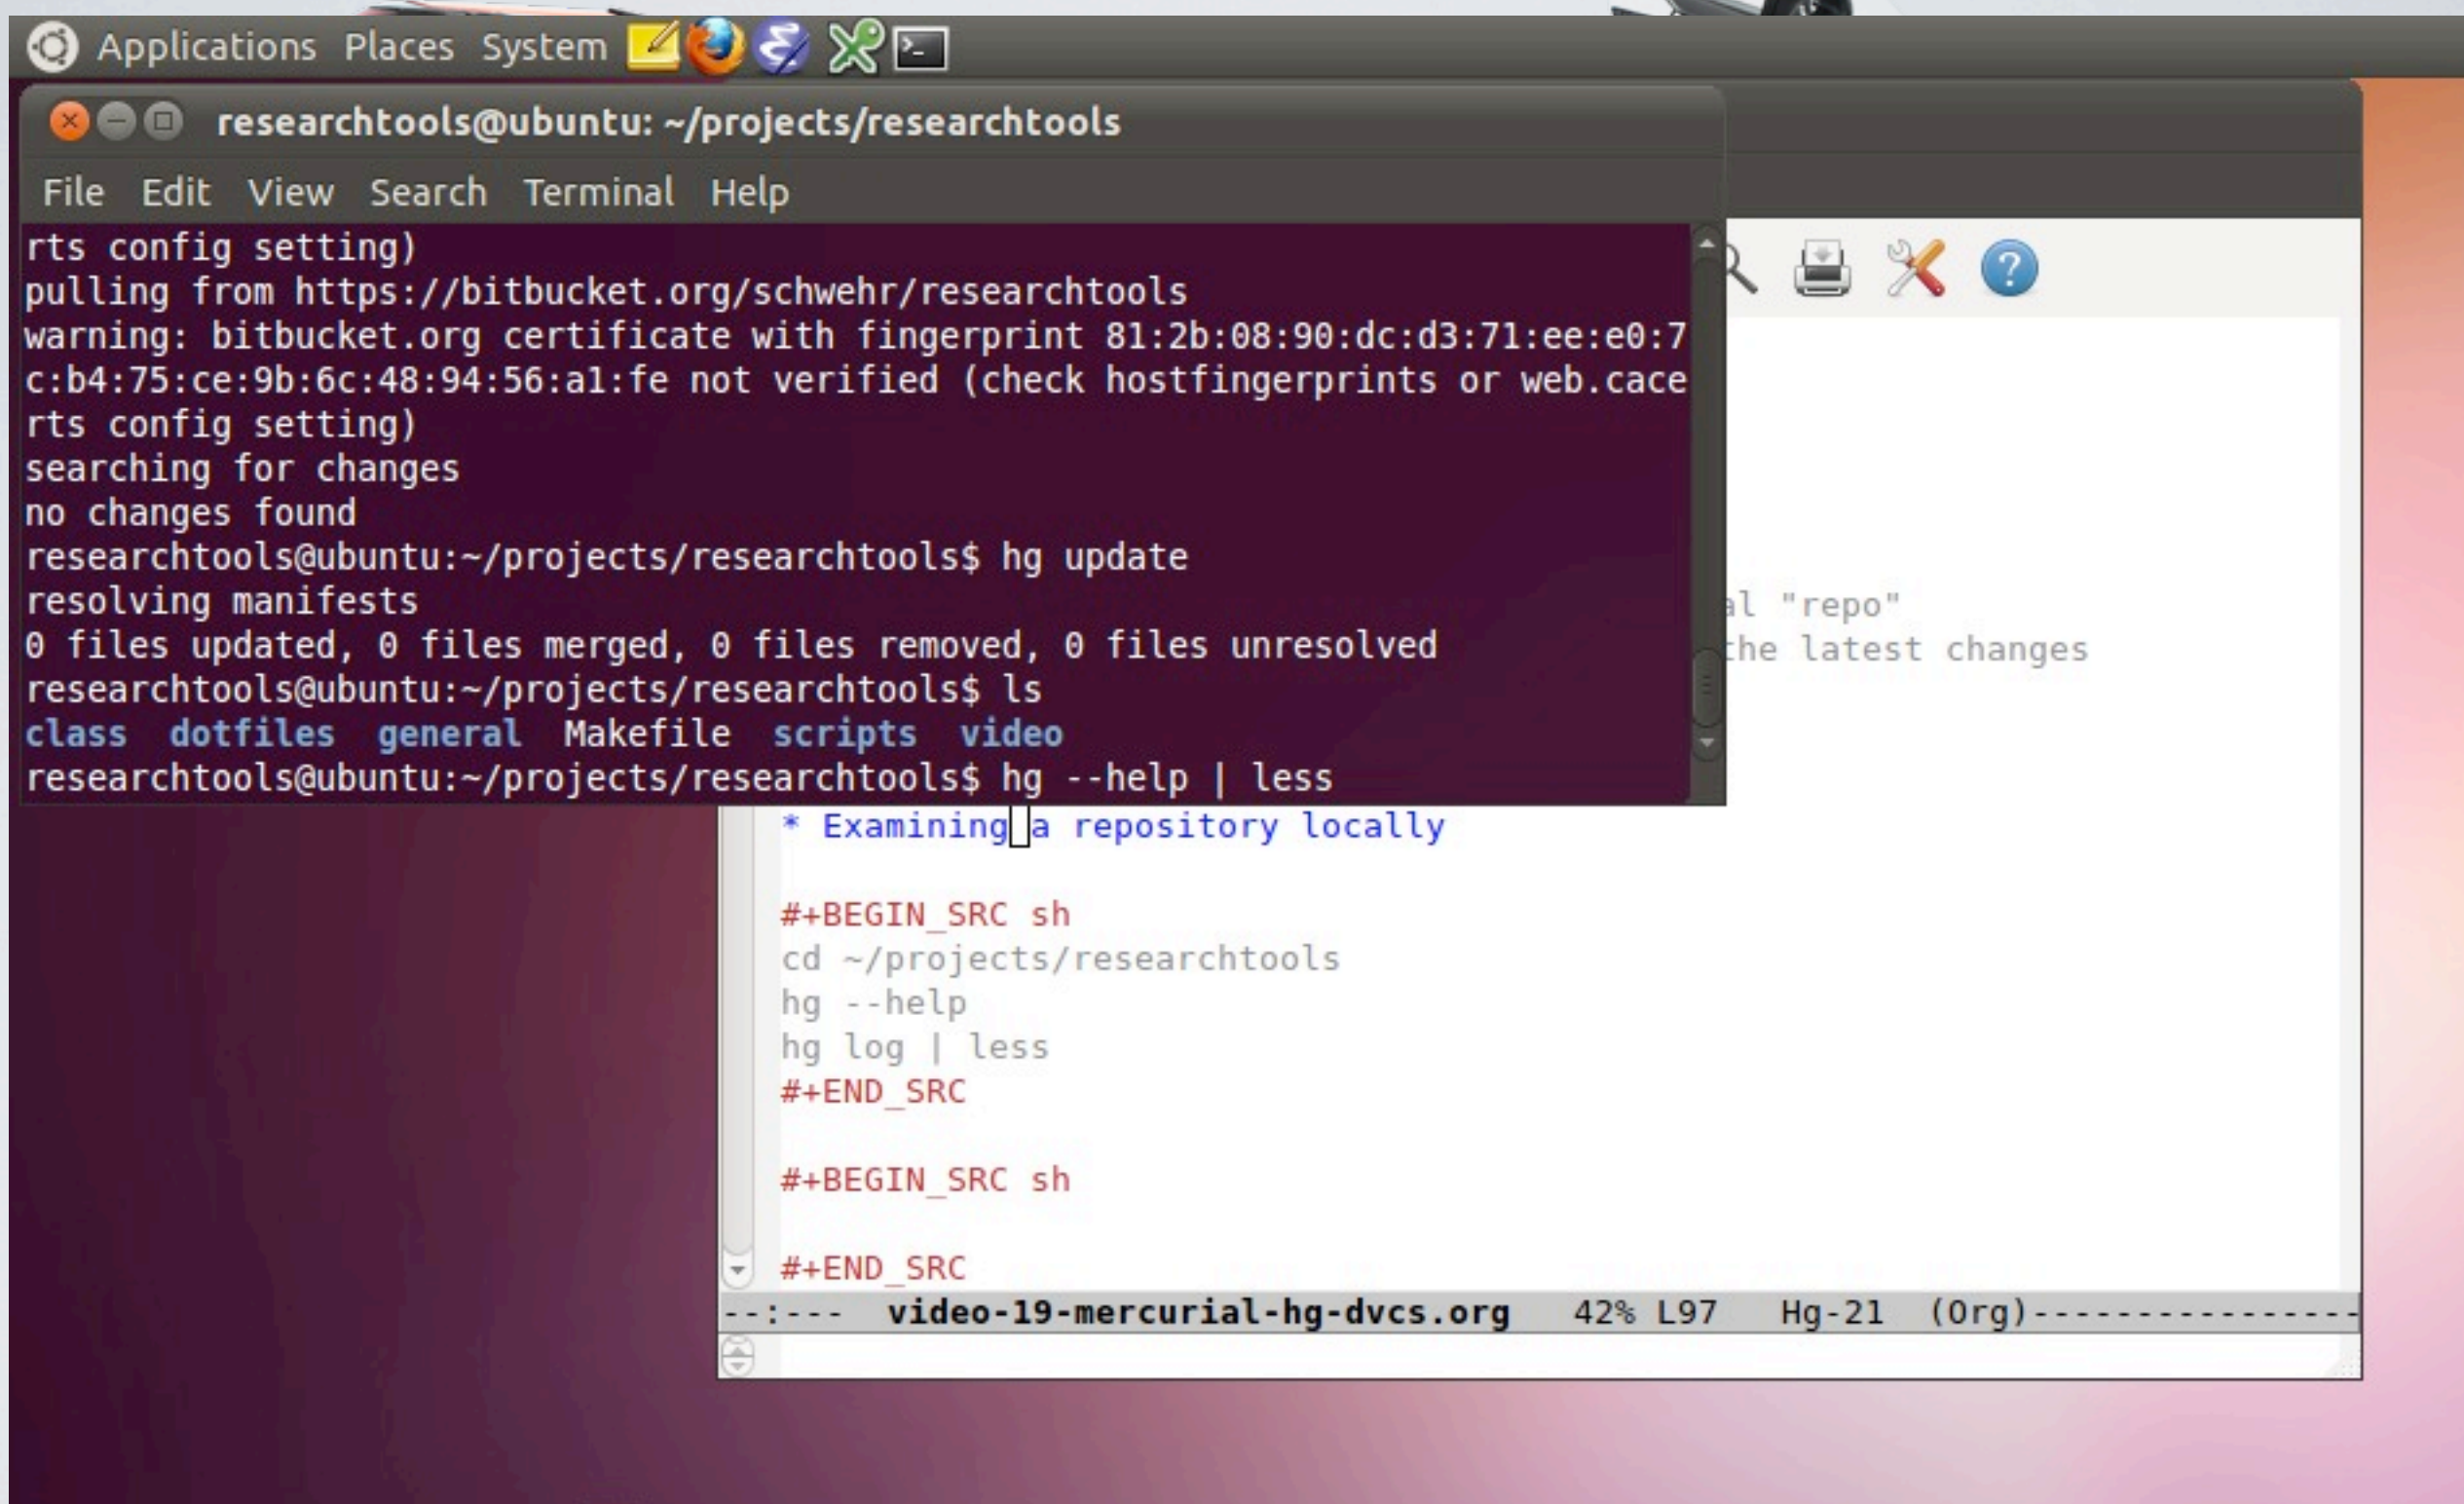 Applications Places System
researchtools@ubuntu: ~/projects/researchtools
File Edit View Search Terminal Help
rts config setting)
pulling from https://bitbucket.org/schwehr/researchtools
warning: bitbucket.org certificate with fingerprint 81:2b:08:90:dc:d3:71:ee:e0:7
c:b4:75:ce:9b:6c:48:94:56:a1:fe not verified (check hostfingerprints or web.cace
rts config setting)
searching for changes
no changes found
researchtools@ubuntu:~/projects/researchtools$ hg update
resolving manifests
0 files updated, 0 files merged, 0 files removed, 0 files unresolved
researchtools@ubuntu:~/projects/researchtools$ ls
class dotfiles general Makefile scripts video
researchtools@ubuntu:~/projects/researchtools$ hg --help | less
"repo"
the latest changes
* Examining a repository locally
#+BEGIN_SRC sh
cd ~/projects/researchtools
hg --help
hg log | less
#+END_SRC
#+BEGIN_SRC sh
#+END_SRC
--:--- video-19-mercurial-hg-dvcs.org 42% L97 Hg-21 (Org)----------------